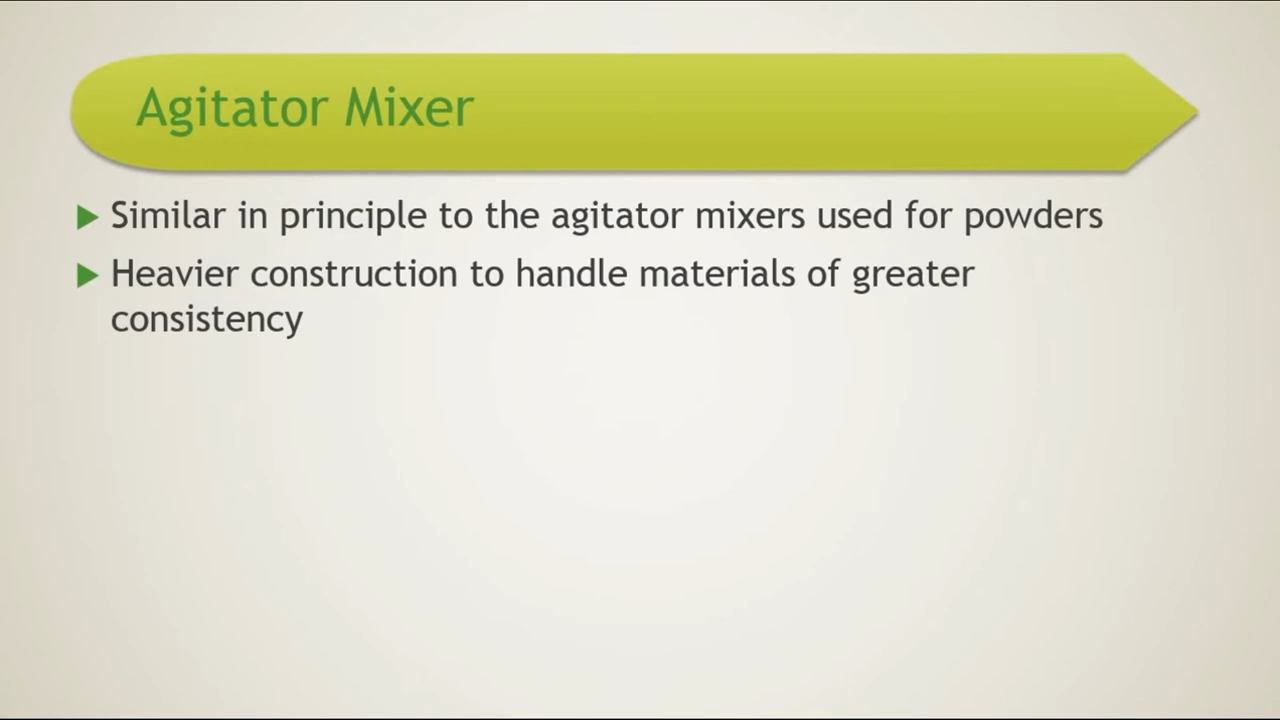 Agitator Mixer
Similar in principle to the agitator mixers used for powders
Heavier construction to handle materials of greater
consistency